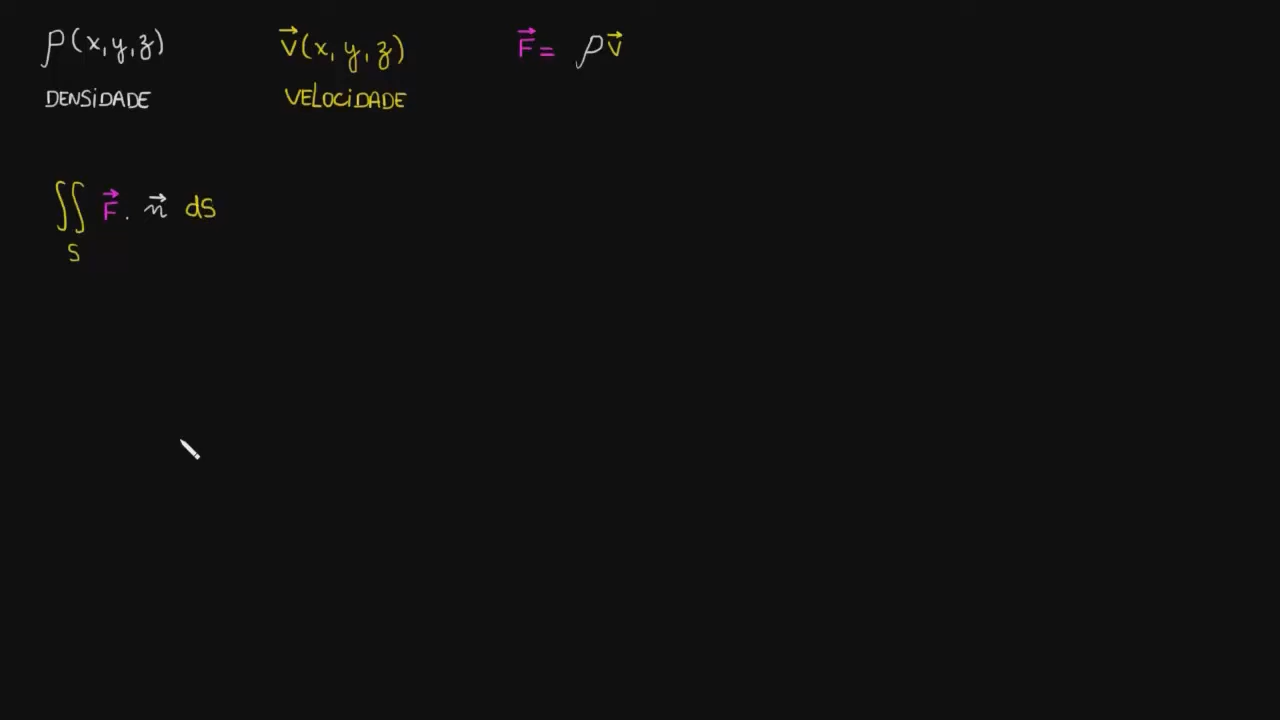 ρ(x,y,z) v⃗(x,y,z) F⃗ = ρv⃗
DENSIDADE VELOCIDADE
∬ F⃗ . n⃗ dS
S